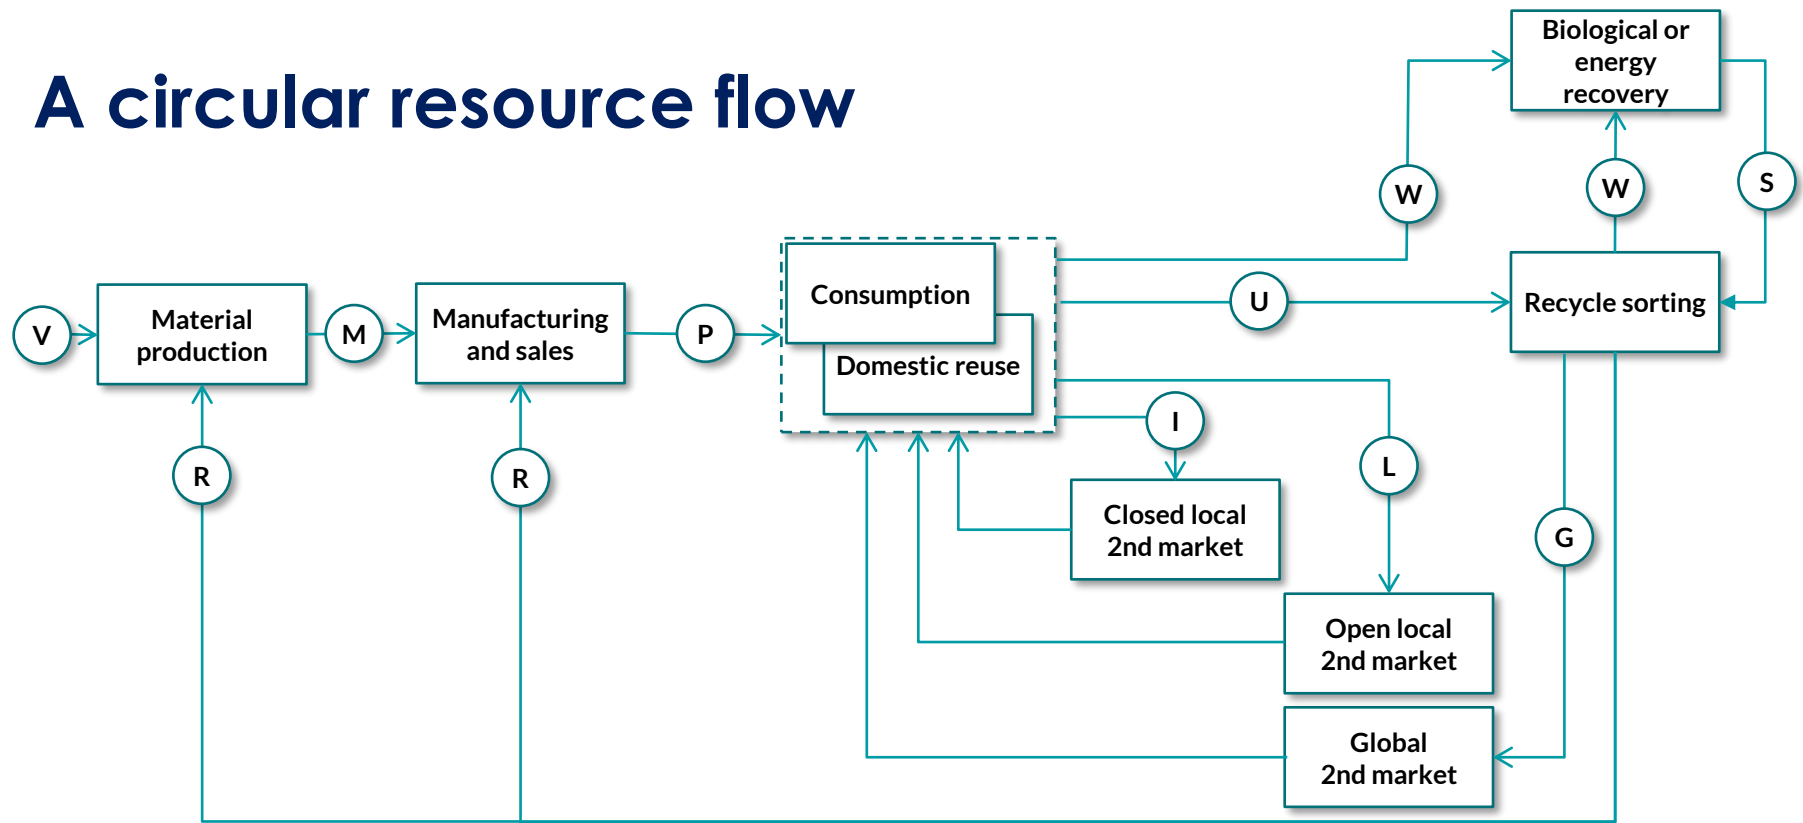 A circular resource flow
Biological or
energy
recovery
W
W
S
V
Material
production
M
Manufacturing
and sales
P
Consumption
Domestic reuse
U
Recycle sorting
I
L
R
R
Closed local
2nd market
G
Open local
2nd market
Global
2nd market